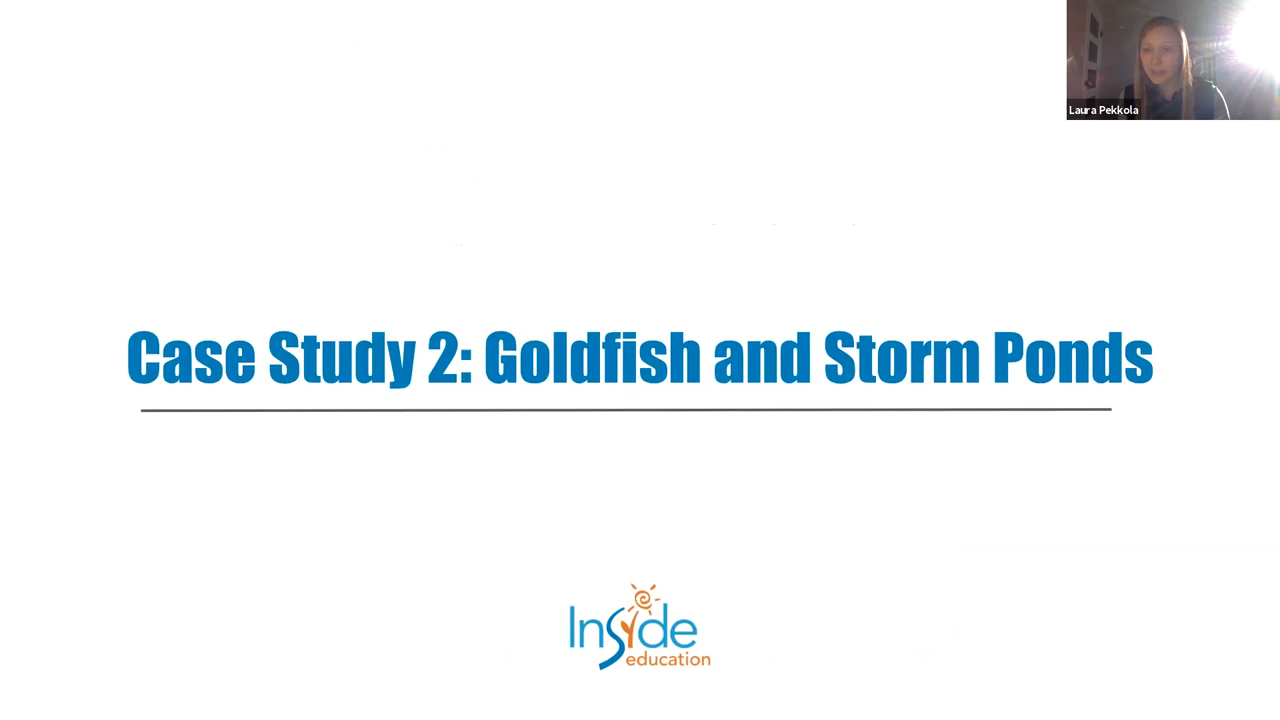 Laura Pekkola
Case Study 2: Goldfish and Storm Ponds
Inside
education